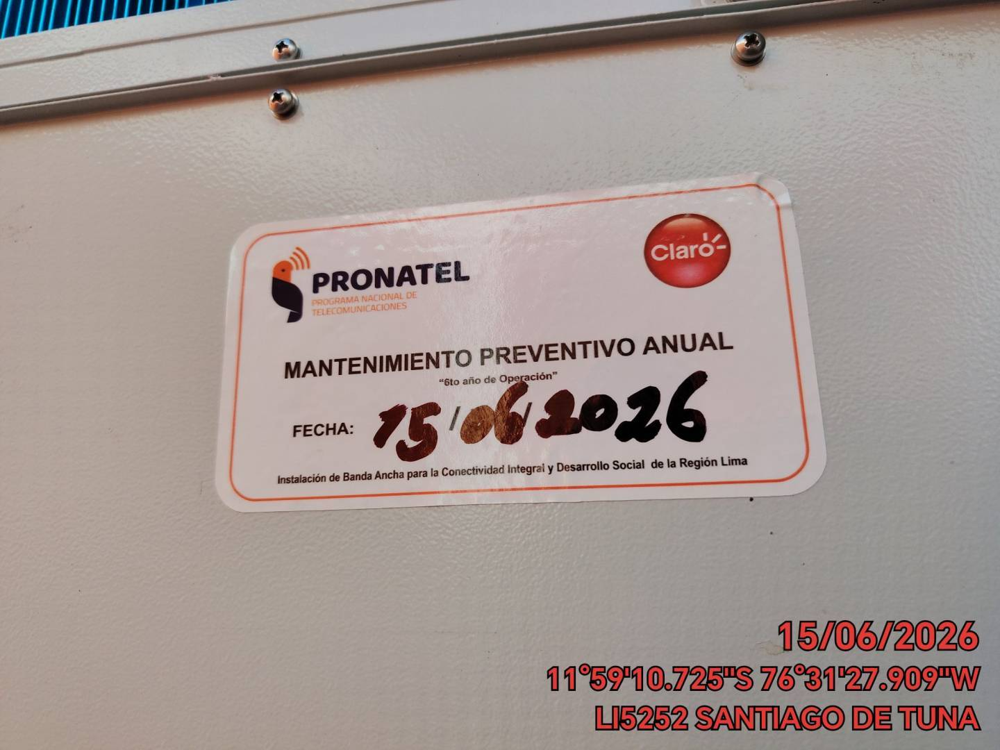 PRONATEL
PROGRAMA NACIONAL DE
TELECOMUNICACIONES
Claro
MANTENIMIENTO PREVENTIVO ANUAL
“6to año de Operación”
FECHA: 15/06/2026
Instalación de Banda Ancha para la Conectividad Integral y Desarrollo Social de la Región Lima
15/06/2026
11°59'10.725"S 76°31'27.909"W
LI5252 SANTIAGO DE TUNA